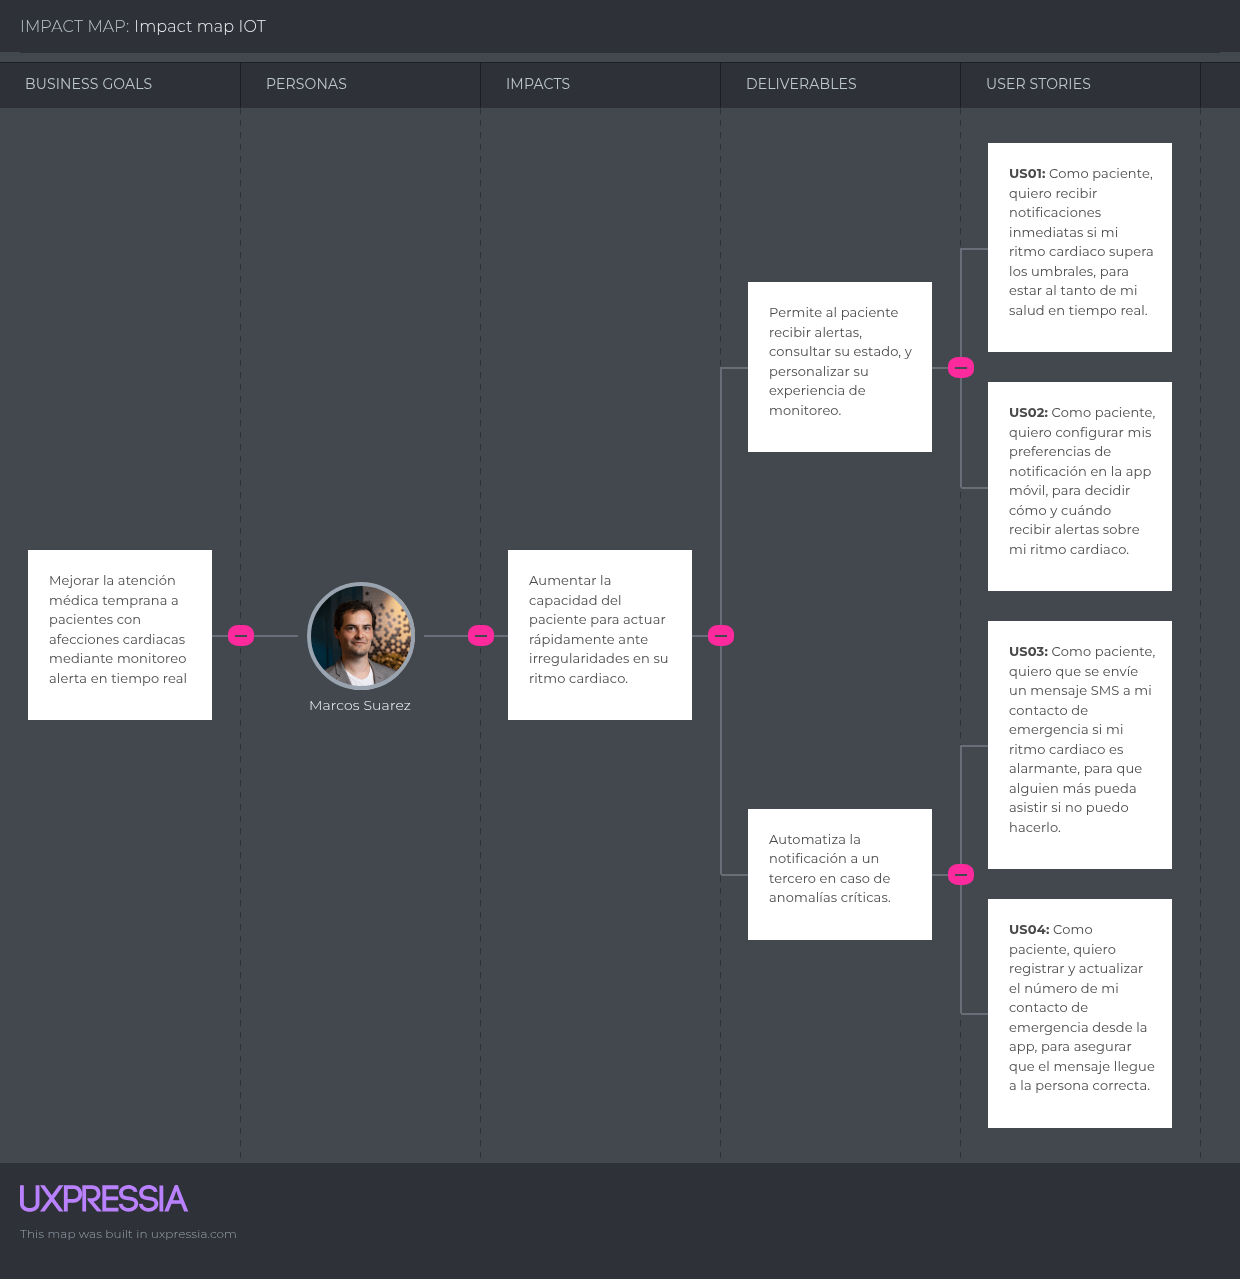 IMPACT MAP: Impact map IOT
BUSINESS GOALS
PERSONAS
IMPACTS
DELIVERABLES
USER STORIES
Mejorar la atención
médica temprana a
pacientes con
afecciones cardiacas
mediante monitoreo
alerta en tiempo real
Marcos Suarez
Aumentar la
capacidad del
paciente para actuar
rápidamente ante
irregularidades en su
ritmo cardiaco.
Permite al paciente
recibir alertas,
consultar su estado, y
personalizar su
experiencia de
monitoreo.
Automatiza la
notificación a un
tercero en caso de
anomalías críticas.
US01: Como paciente,
quiero recibir
notificaciones
inmediatas si mi
ritmo cardiaco supera
los umbrales, para
estar al tanto de mi
salud en tiempo real.
US02: Como paciente,
quiero configurar mis
preferencias de
notificación en la app
móvil, para decidir
cómo y cuándo
recibir alertas sobre
mi ritmo cardiaco.
US03: Como paciente,
quiero que se envíe
un mensaje SMS a mi
contacto de
emergencia si mi
ritmo cardiaco es
alarmante, para que
alguien más pueda
asistir si no puedo
hacerlo.
US04: Como
paciente, quiero
registrar y actualizar
el número de mi
contacto de
emergencia desde la
app, para asegurar
que el mensaje llegue
a la persona correcta.
UXPRESSIA
This map was built in uxpressia.com